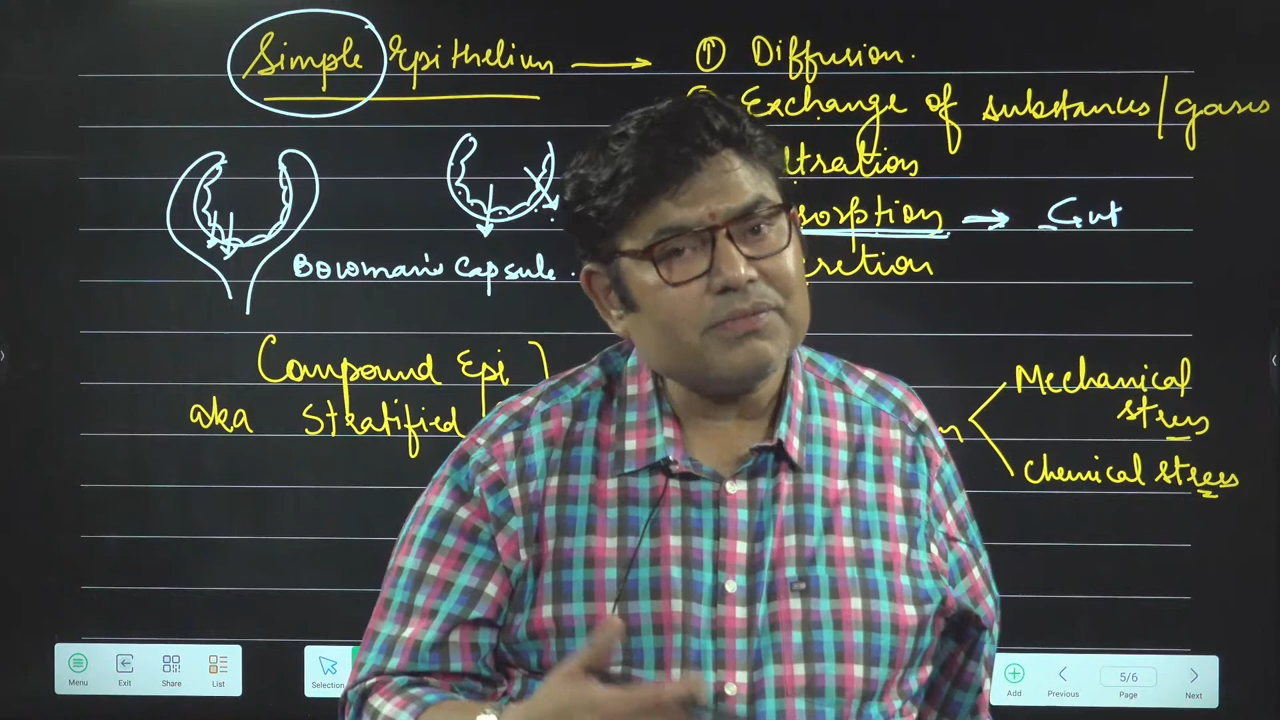 Simple Epithelium → ① Diffusion.
Exchange of substances/gases
ltration
sorption → Gut
cretion
Bowman's Capsule.
Compound Epi
aka Stratified
Mechanical
stress
Chemical stress
Menu
Exit
Share
List
Selection
Add
Previous
5/6
Page
Next